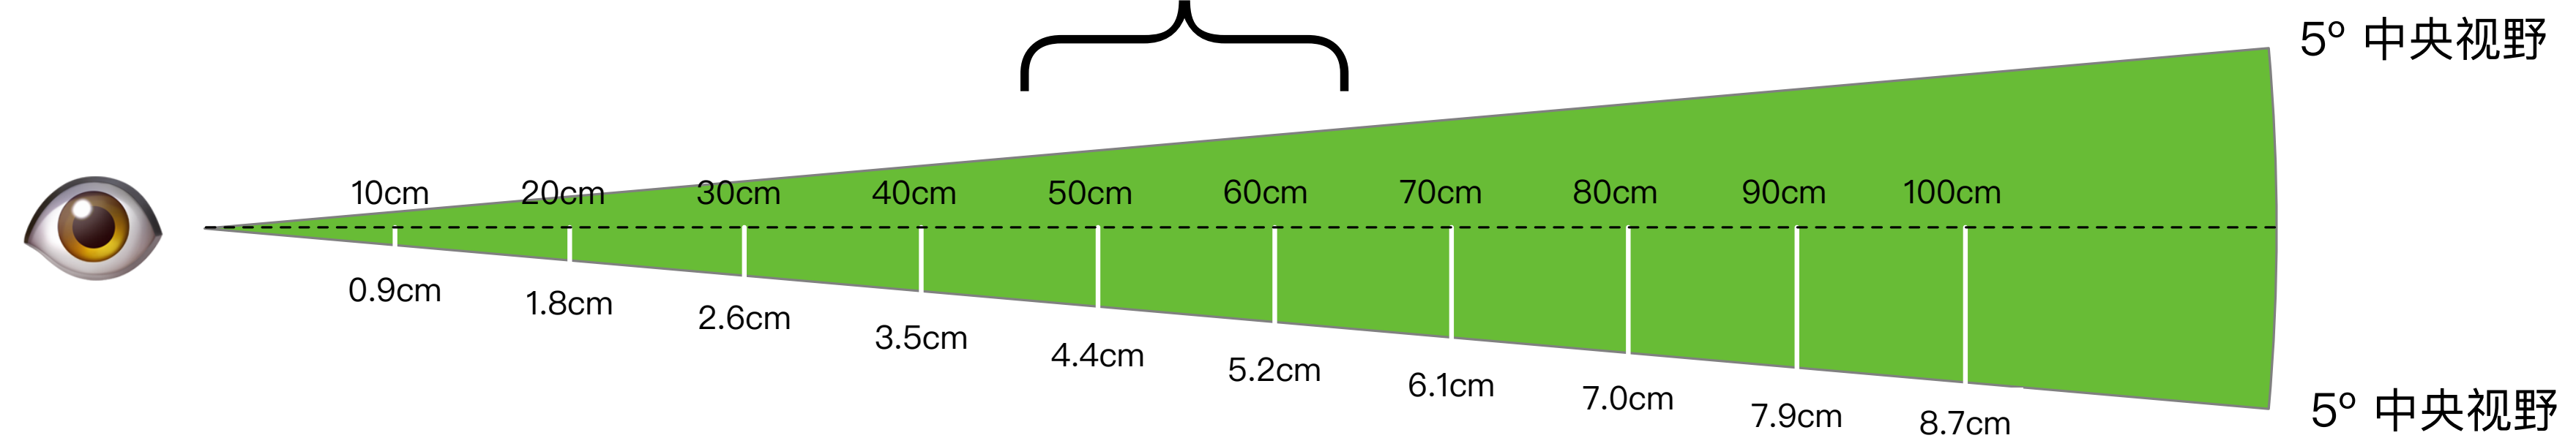 5º 中央视野
10cm 20cm 30cm 40cm 50cm 60cm 70cm 80cm 90cm 100cm
0.9cm 1.8cm 2.6cm 3.5cm 4.4cm 5.2cm 6.1cm 7.0cm 7.9cm 8.7cm
5º 中央视野